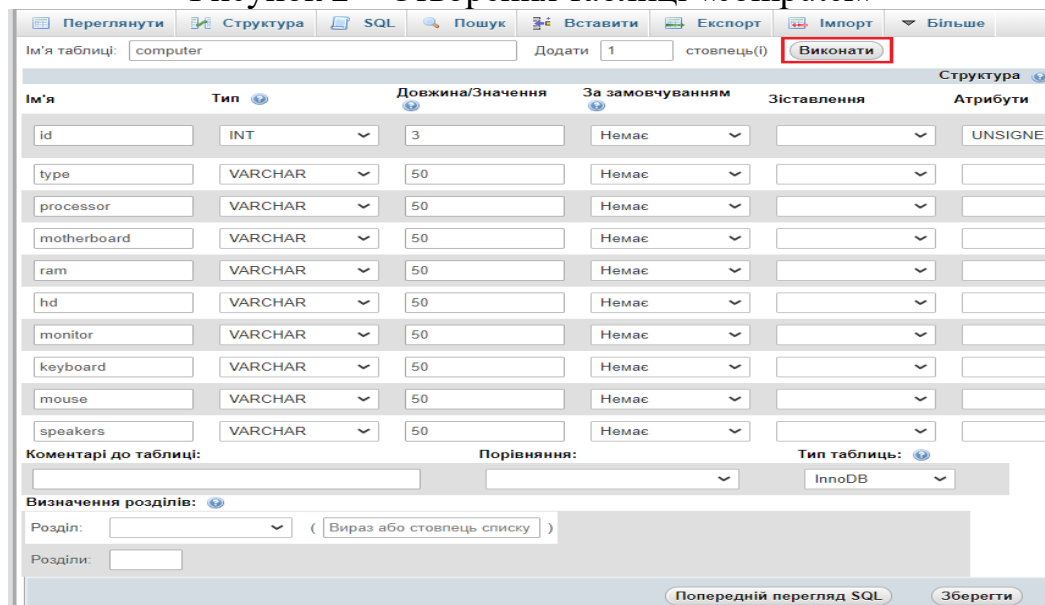 Переглянути Структура SQL Пошук Вставити Експорт Імпорт Більше
Ім'я таблиці: computer Додати 1 стовпець(і) Виконати
Структура
Ім'я Тип Довжина/Значення За замовчуванням Зіставлення Атрибути
id INT 3 Немає UNSIGNE
type VARCHAR 50 Немає
processor VARCHAR 50 Немає
motherboard VARCHAR 50 Немає
ram VARCHAR 50 Немає
hd VARCHAR 50 Немає
monitor VARCHAR 50 Немає
keyboard VARCHAR 50 Немає
mouse VARCHAR 50 Немає
speakers VARCHAR 50 Немає
Коментарі до таблиці: Порівняння: Тип таблиць:
InnoDB
Визначення розділів:
Розділ: ( Вираз або стовпець списку )
Розділи:
Попередній перегляд SQL Зберегти